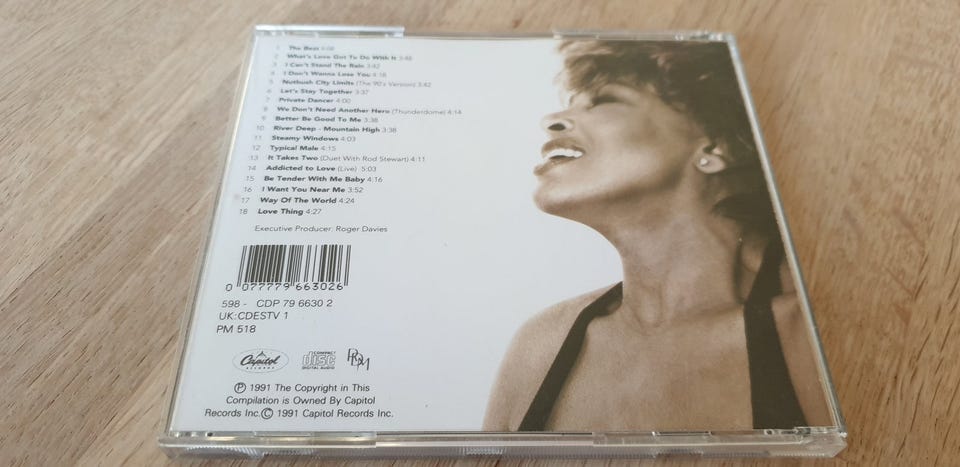 1 The Best 4:08
2 What's Love Got To Do With It 3:48
3 I Can't Stand The Rain 3:42
4 I Don't Wanna Lose You 4:18
5 Nutbush City Limits (The 90's Version) 3:42
6 Let's Stay Together 3:37
7 Private Dancer 4:00
8 We Don't Need Another Hero (Thunderdome) 4:14
9 Better Be Good To Me 3:38
10 River Deep - Mountain High 3:38
11 Steamy Windows 4:03
12 Typical Male 4:15
13 It Takes Two (Duet With Rod Stewart) 4:11
14 Addicted to Love (Live) 5:03
15 Be Tender With Me Baby 4:16
16 I Want You Near Me 3:52
17 Way Of The World 4:24
18 Love Thing 4:27
Executive Producer: Roger Davies
0 077779 663026
598 - CDP 79 6630 2
UK:CDESTV 1
PM 518
Capitol
RECORDS
COMPACT
disc
DIGITAL AUDIO
Ⓟ 1991 The Copyright in This
Compilation is Owned By Capitol
Records Inc.Ⓒ 1991 Capitol Records Inc.